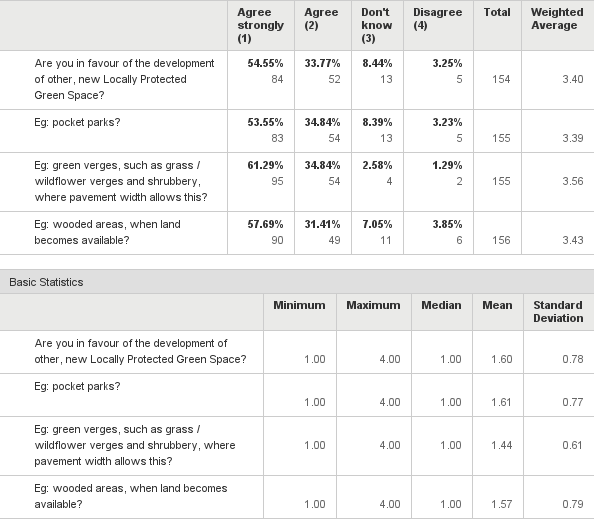 Agree strongly (1) Agree (2) Don't know (3) Disagree (4) Total Weighted Average
Are you in favour of the development
of other, new Locally Protected
Green Space?
54.55% 33.77% 8.44% 3.25%
84 52 13 5 154 3.40
Eg: pocket parks?
53.55% 34.84% 8.39% 3.23%
83 54 13 5 155 3.39
Eg: green verges, such as grass /
wildflower verges and shrubbery,
where pavement width allows this?
61.29% 34.84% 2.58% 1.29%
95 54 4 2 155 3.56
Eg: wooded areas, when land
becomes available?
57.69% 31.41% 7.05% 3.85%
90 49 11 6 156 3.43
Basic Statistics
Minimum Maximum Median Mean Standard Deviation
Are you in favour of the development of
other, new Locally Protected Green Space? 1.00 4.00 1.00 1.60 0.78
Eg: pocket parks?
1.00 4.00 1.00 1.61 0.77
Eg: green verges, such as grass /
wildflower verges and shrubbery, where 1.00 4.00 1.00 1.44 0.61
pavement width allows this?
Eg: wooded areas, when land becomes
available? 1.00 4.00 1.00 1.57 0.79